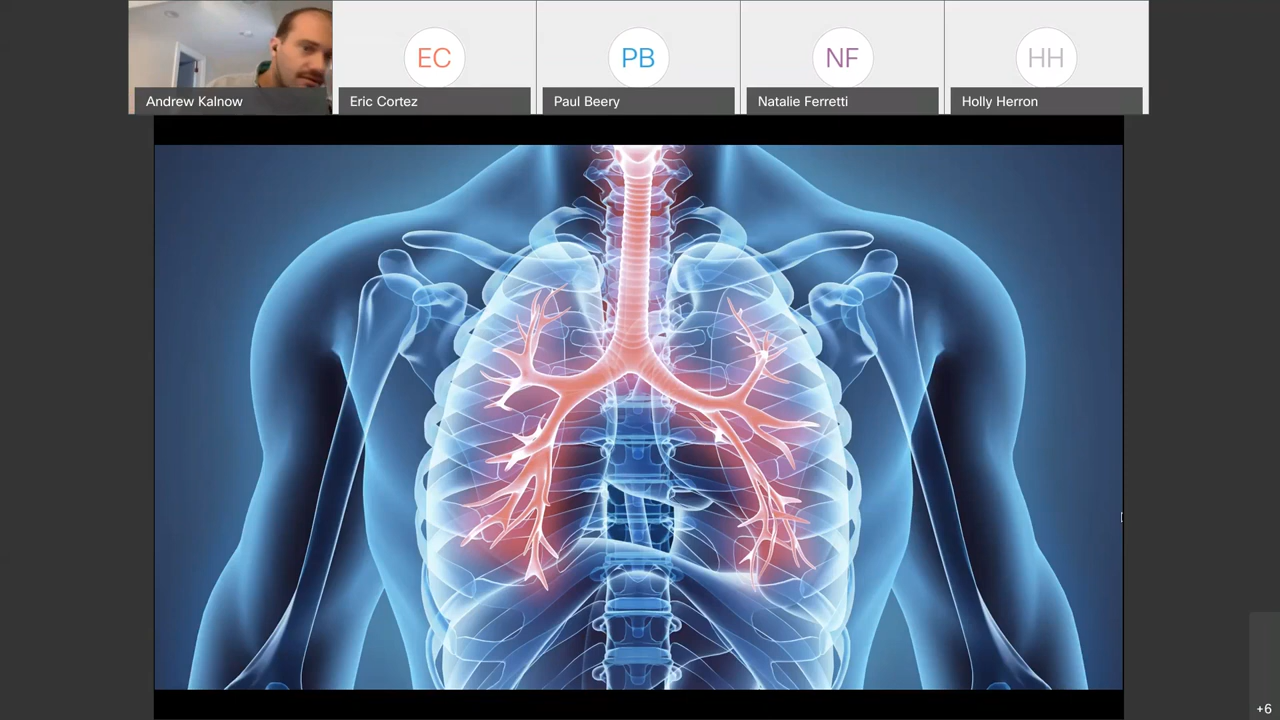 EC
PB
NF
HH
Andrew Kalnow
Eric Cortez
Paul Beery
Natalie Ferretti
Holly Herron
+6